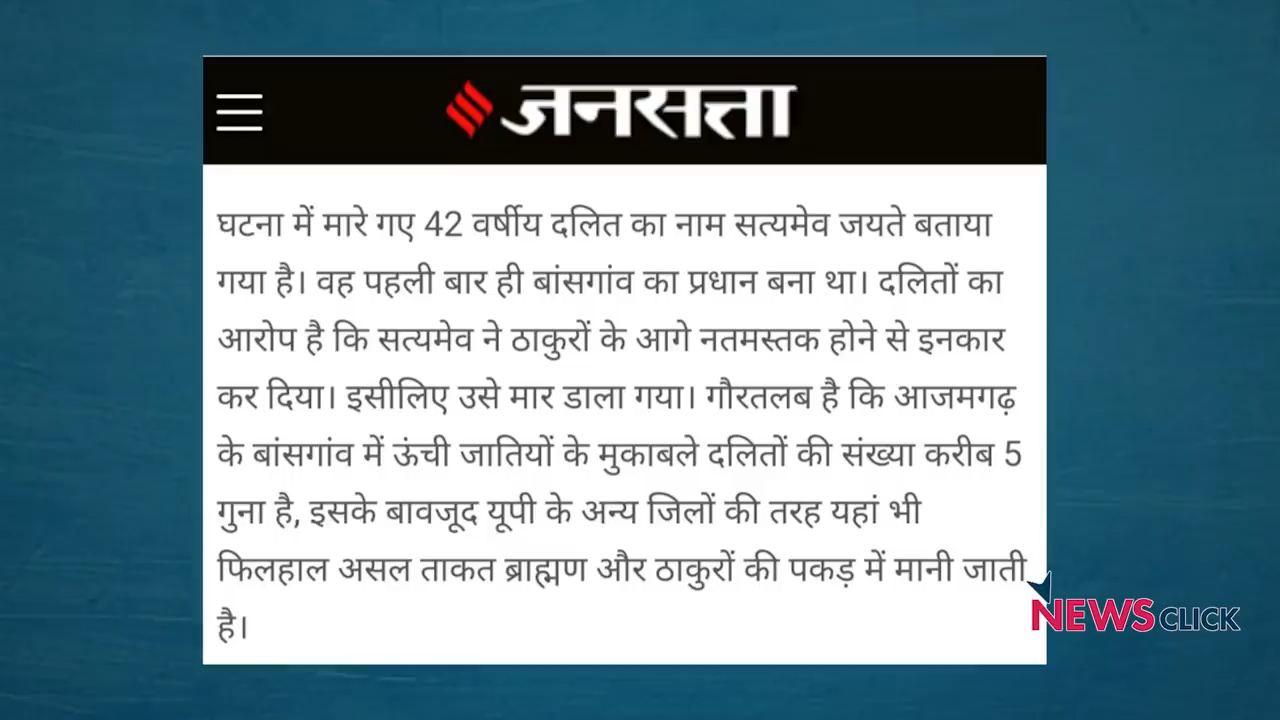 जनसत्ता
घटना में मारे गए 42 वर्षीय दलित का नाम सत्यमेव जयते बताया
गया है। वह पहली बार ही बांसगांव का प्रधान बना था। दलितों का
आरोप है कि सत्यमेव ने ठाकुरों के आगे नतमस्तक होने से इनकार
कर दिया। इसीलिए उसे मार डाला गया। गौरतलब है कि आजमगढ़
के बांसगांव में ऊंची जातियों के मुकाबले दलितों की संख्या करीब 5
गुना है, इसके बावजूद यूपी के अन्य जिलों की तरह यहां भी
फिलहाल असल ताकत ब्राह्मण और ठाकुरों की पकड़ में मानी जाती
है।
NEWSCLICK